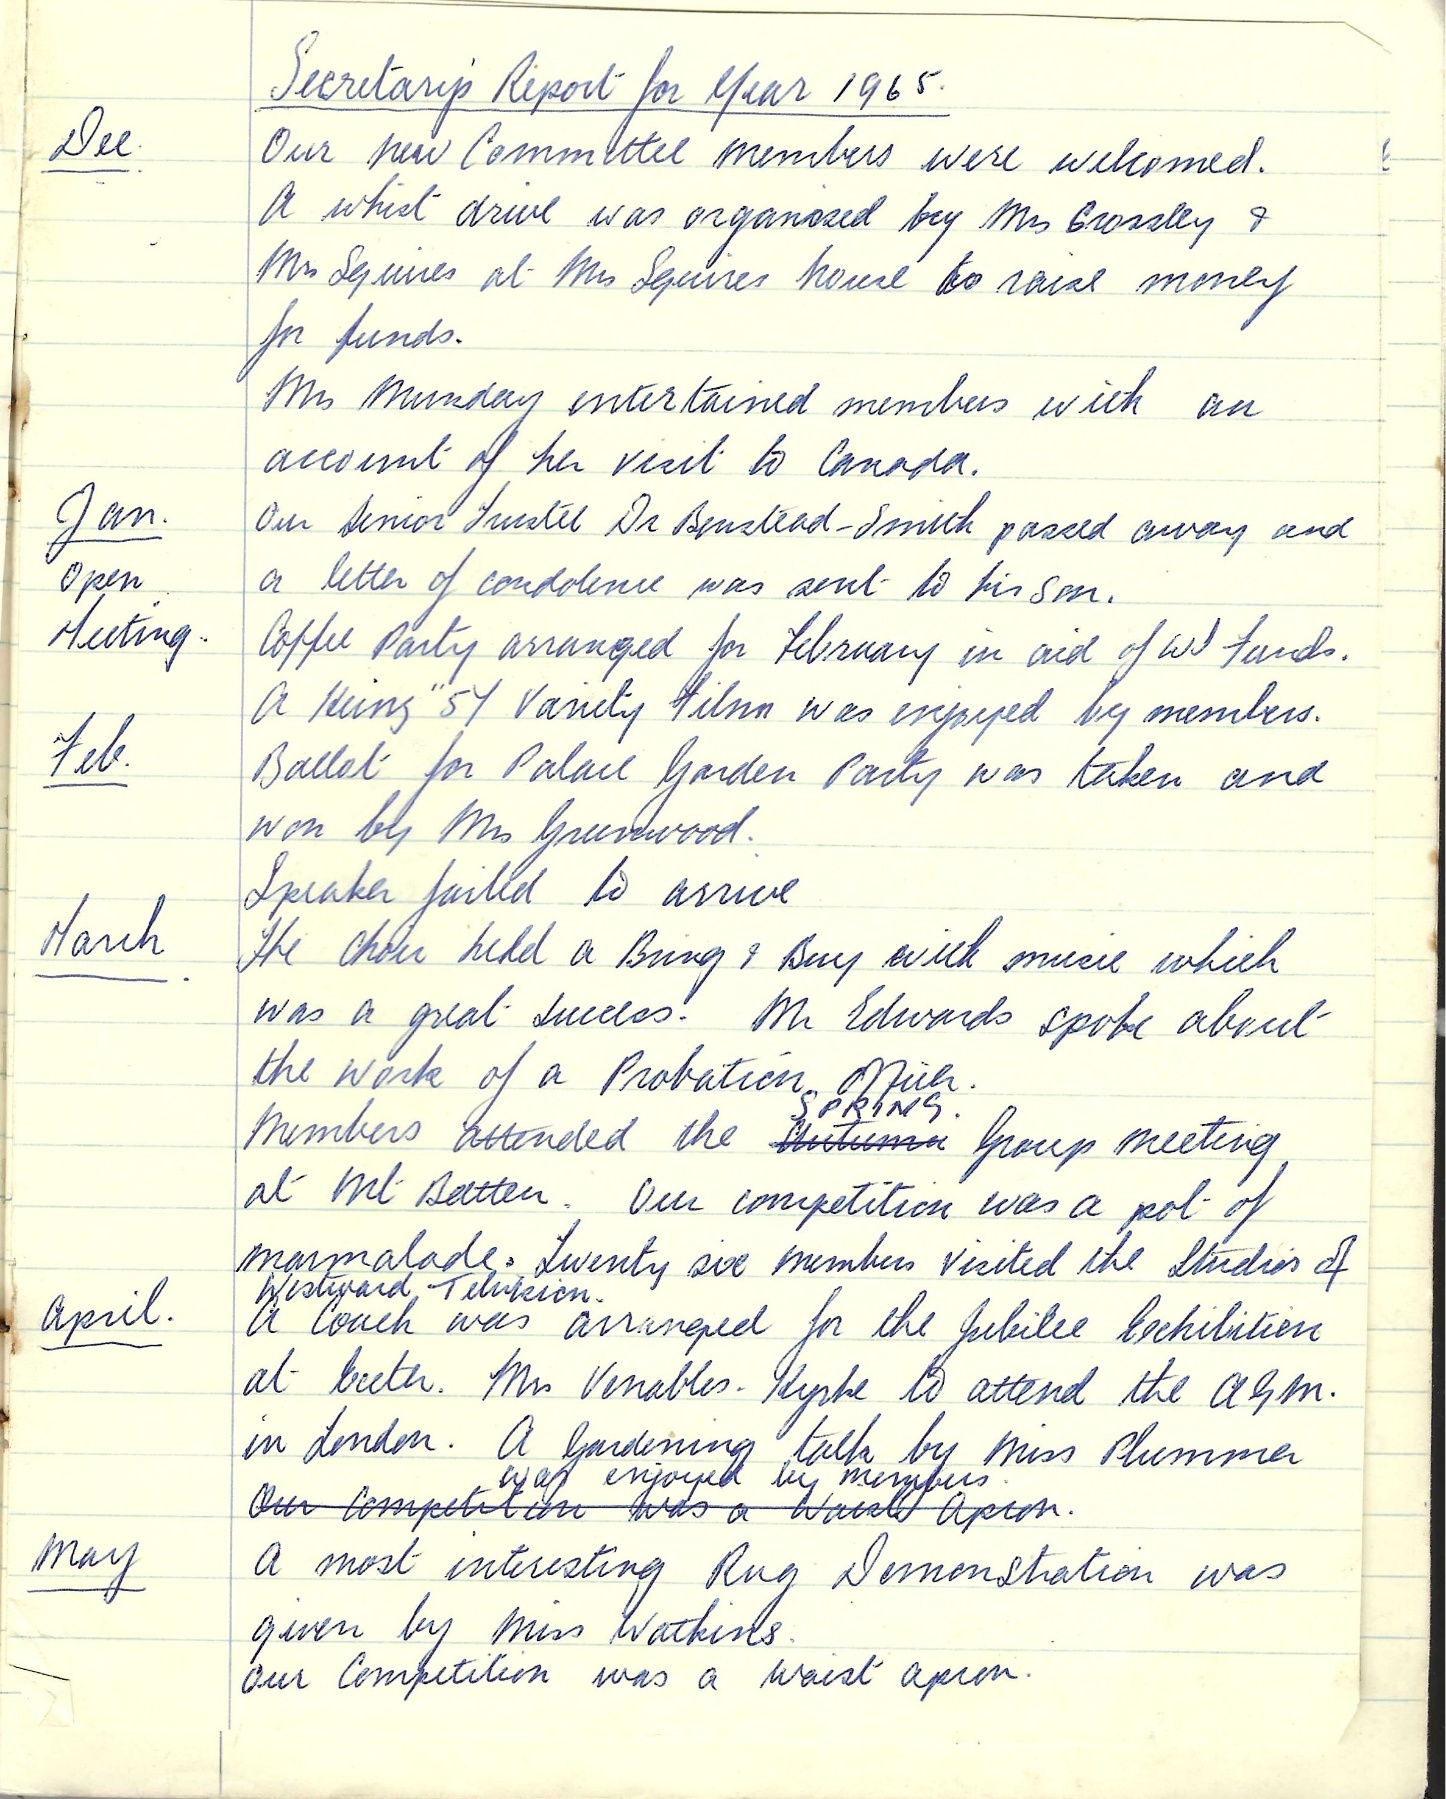 Secretary's Report for Year 1965.
Dec. Our new Committee members were welcomed.
A whist drive was organised by Mrs Crossley &
Mrs Squires at Mrs Squires house to raise money
for funds.
Mrs Munday entertained members with an
account of her visit to Canada.
Jan. Our Senior Trustee Dr Benstead-Smith passed away and
Open a letter of condolence was sent to his son.
Meeting. Coffee Party arranged for February in aid of WI Funds.
A Heinz "57 Variety Film was enjoyed by members.
Feb. Ballot for Palace Garden Party was taken and
won by Mrs Greenwood.
Speaker failed to arrive
March The choir held a Bring & Buy with music which
was a great success. Mr Edwards spoke about
the work of a Probation Officer.
SPRING.
Members attended the Autumn Group meeting
at Mt Batten. Our competition was a pot of
marmalade. Twenty six members visited the Studios of
Westward Television.
April. A Coach was arranged for the Jubilee Exhibition
at Exeter. Mrs Venables-Kyrke to attend the AGM.
in London. A Gardening talk by Miss Plummer
was enjoyed by members.
Our Competition was a Waist Apron.
May A most interesting Rug Demonstration was
given by Miss Watkins.
Our Competition was a waist apron.